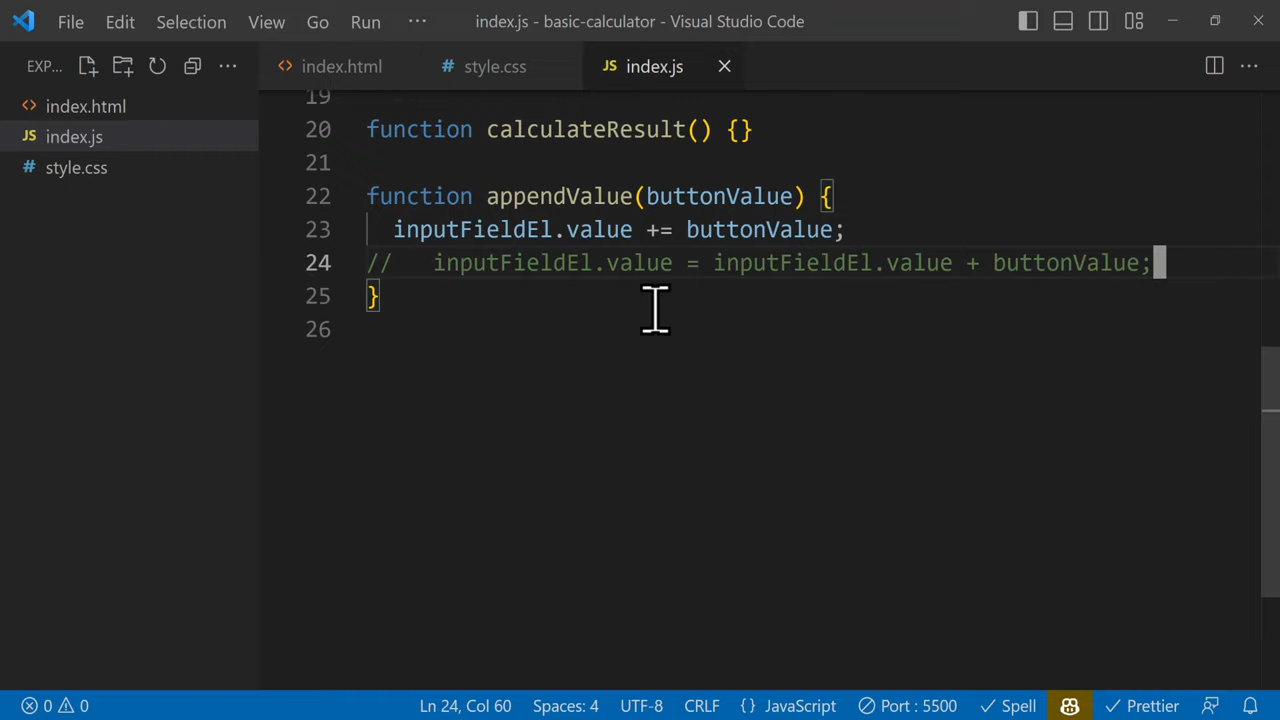 File Edit Selection View Go Run ··· index.js - basic-calculator - Visual Studio Code
EXP... ··· index.html style.css JS index.js
index.html
JS index.js
style.css
19
20 function calculateResult() {}
21
22 function appendValue(buttonValue) {
23 inputFieldEl.value += buttonValue;
24 // inputFieldEl.value = inputFieldEl.value + buttonValue;
25 }
26
0 0 Ln 24, Col 60 Spaces: 4 UTF-8 CRLF {} JavaScript Port : 5500 Spell Prettier